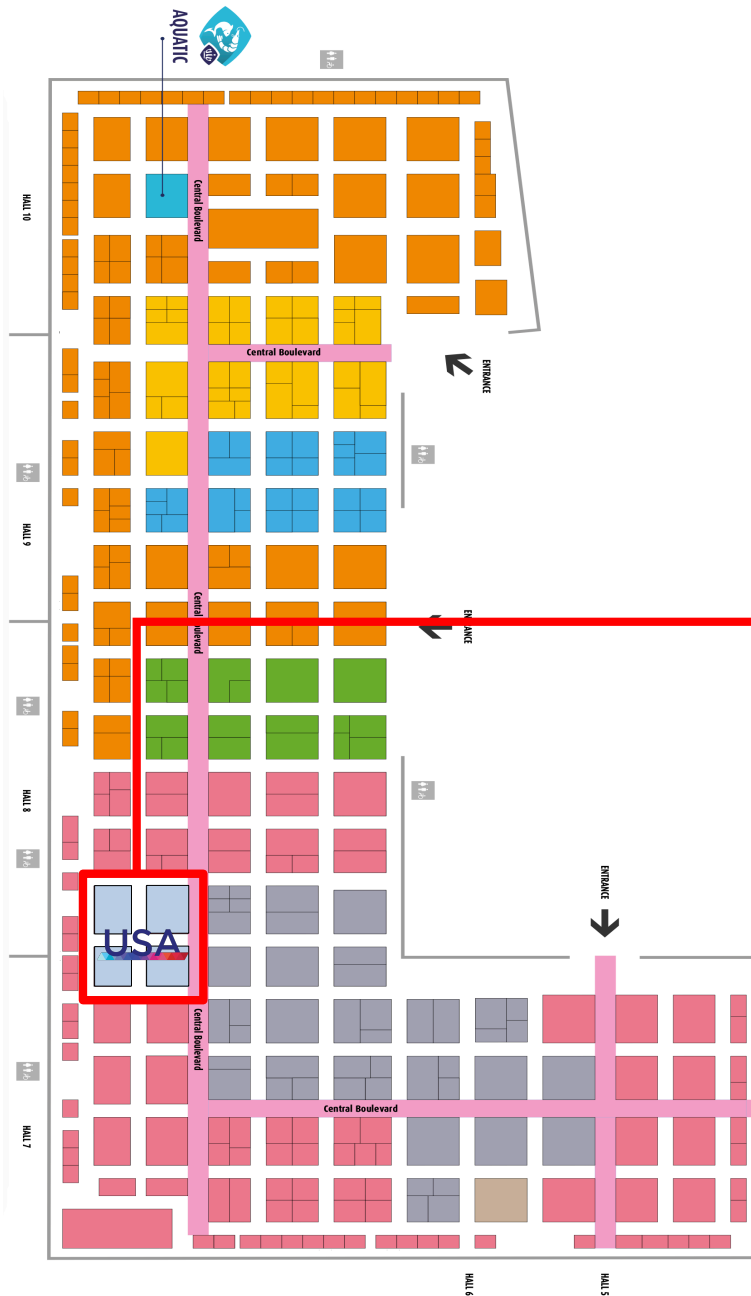 AQUATIC
HALL 10
Central Boulevard
Central Boulevard
ENTRANCE
HALL 9
Central Boulevard
ENTRANCE
HALL 8
ENTRANCE
USA
Central Boulevard
Central Boulevard
HALL 7
HALL 6
HALL 5